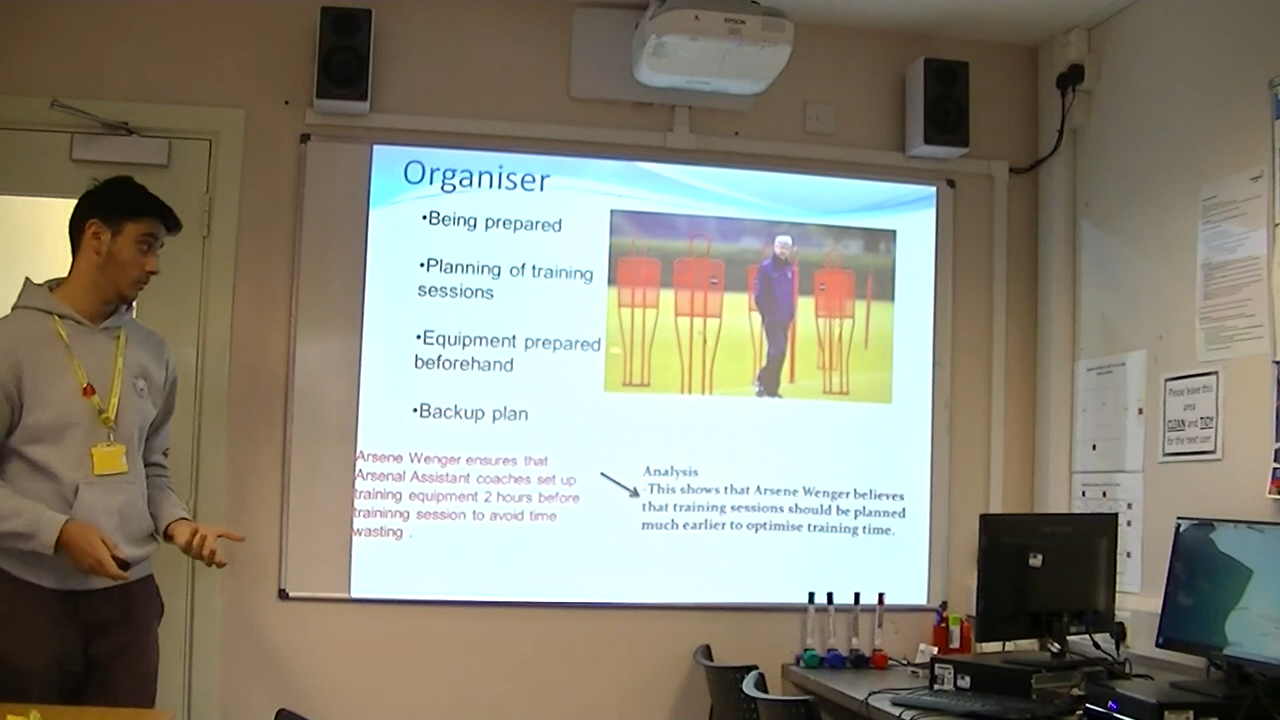 EPSON
Organiser
•Being prepared
•Planning of training
sessions
•Equipment prepared
beforehand
•Backup plan
Arsene Wenger ensures that
Arsenal Assistant coaches set up
training equipment 2 hours before
traininng session to avoid time
wasting .
Analysis
This shows that Arsene Wenger believes
that training sessions should be planned
much earlier to optimise training time.
Please leave this
area
CLEAN and TIDY
for the next user.